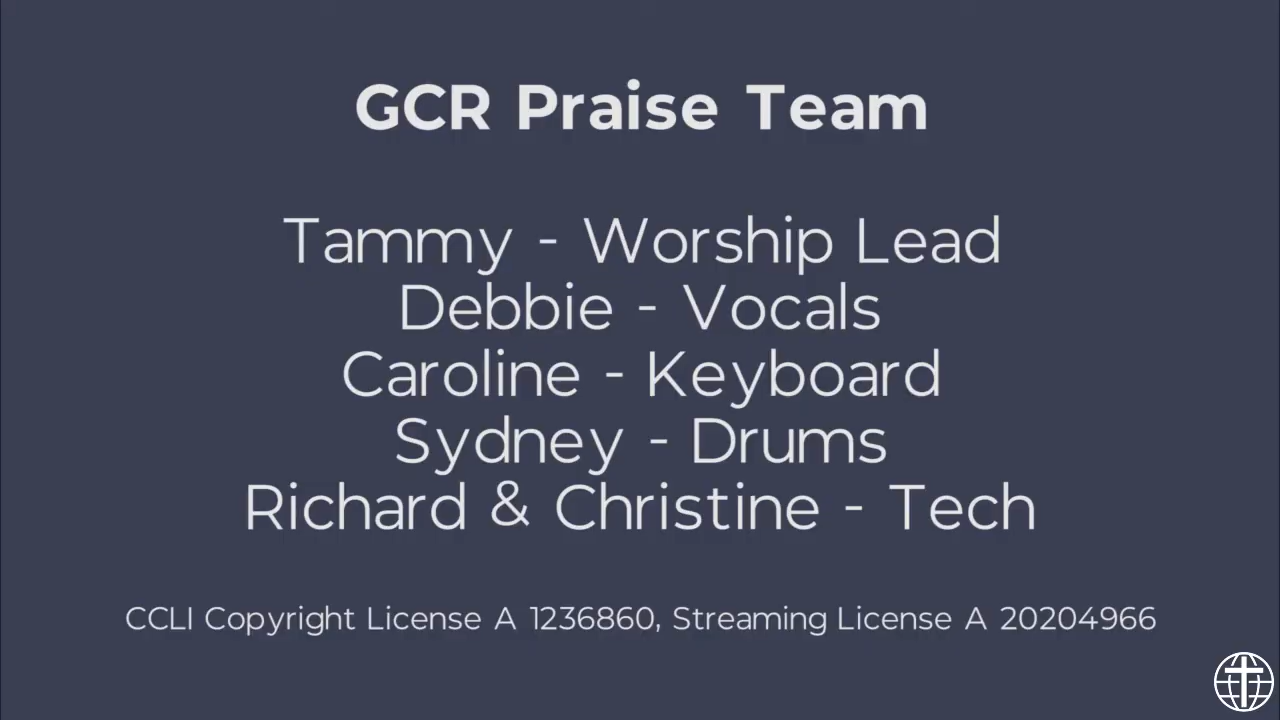 GCR Praise Team
Tammy - Worship Lead
Debbie - Vocals
Caroline - Keyboard
Sydney - Drums
Richard & Christine - Tech
CCLI Copyright License A 1236860, Streaming License A 20204966